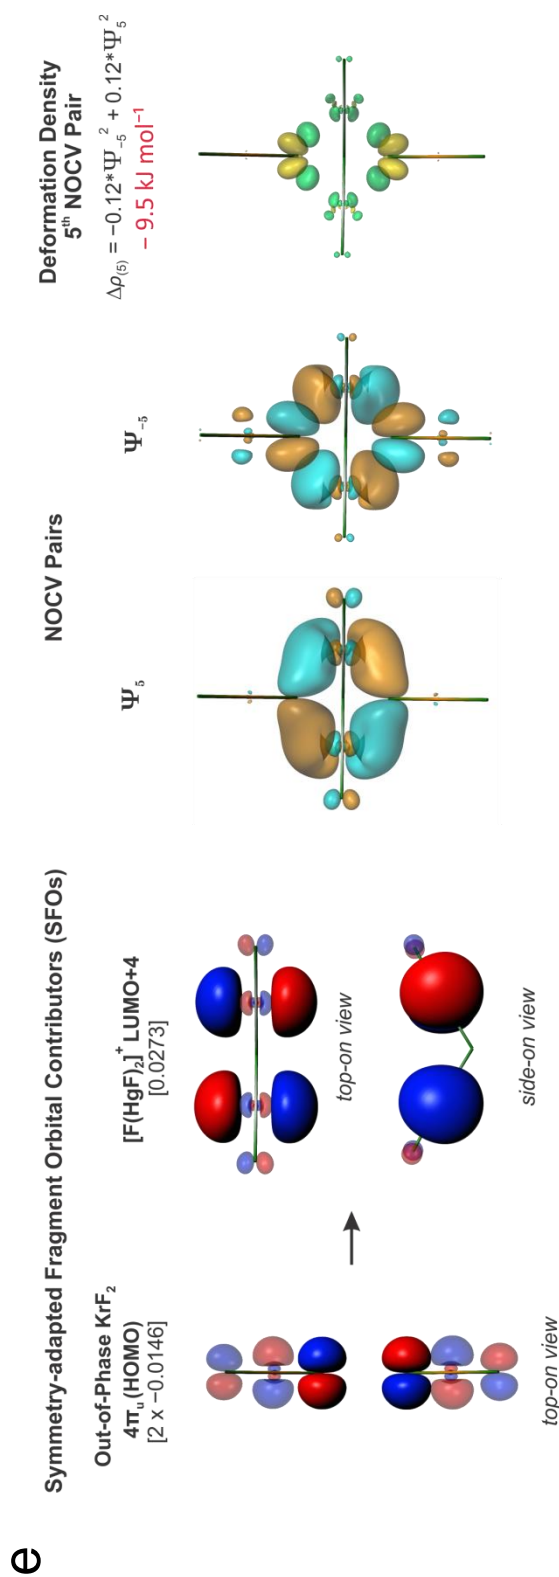 e
Symmetry-adapted Fragment Orbital Contributors (SFOs)
Out-of-Phase KrF₂
4π᤹ (HOMO)
[2 x −0.0146]
top-on view
[F(HgF)₂]⁺ LUMO+4
[0.0273]
top-on view
side-on view
NOCV Pairs
Ψ₅
Ψ₋₅
Deformation Density
5ᵗʰ NOCV Pair
Δρ₍₅₎ = −0.12*Ψ₋₅² + 0.12*Ψ₅²
− 9.5 kJ mol⁻¹